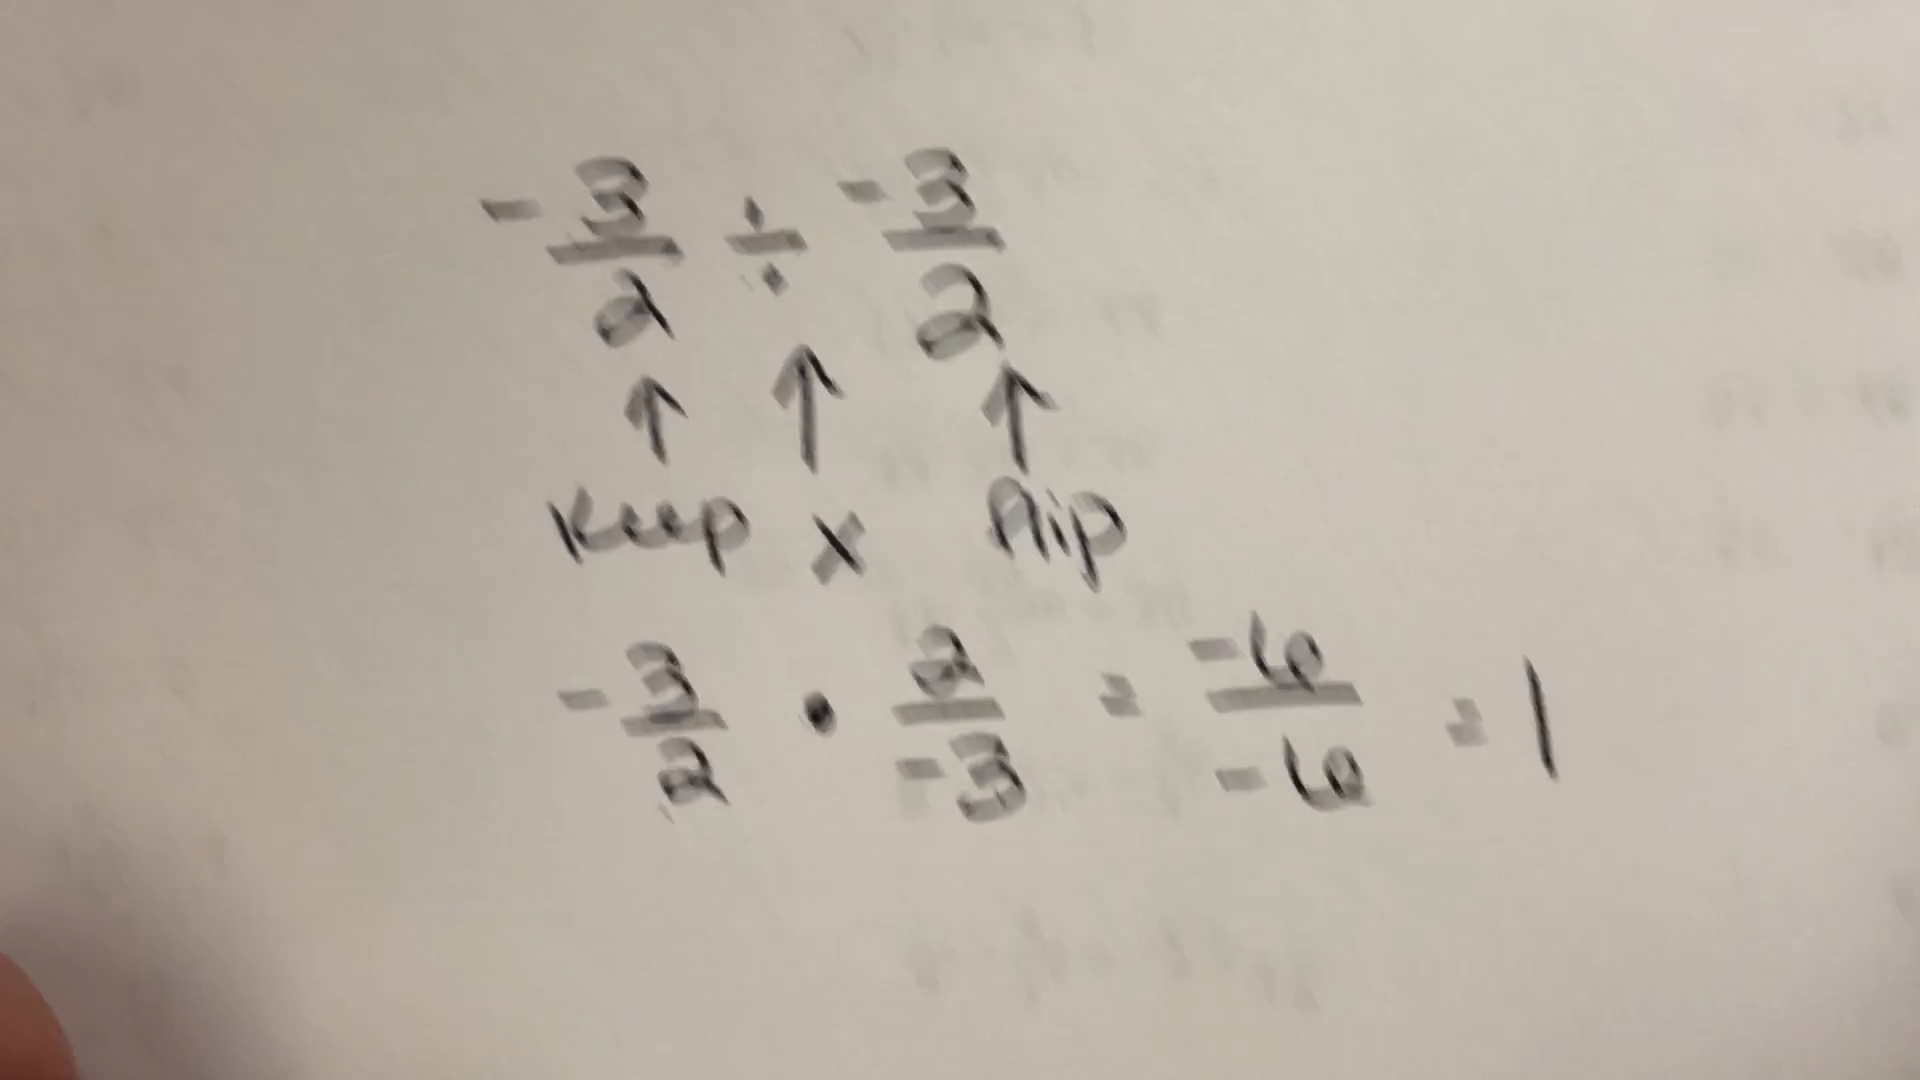 -3/2 ÷ -3/2
↑ ↑ ↑
Keep x flip
-3/2 • 2/-3 = -6/-6 = 1